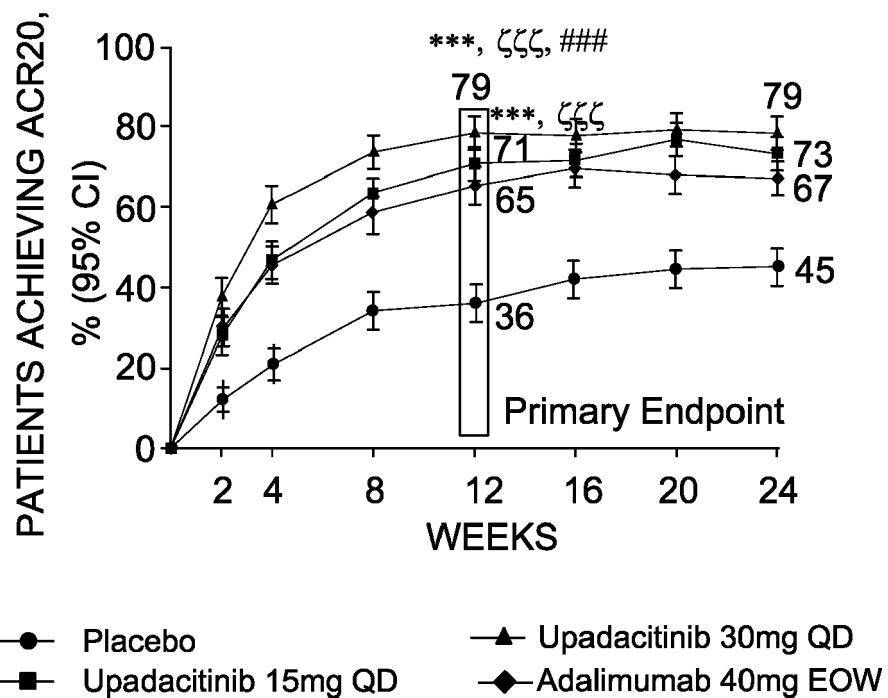 PATIENTS ACHIEVING ACR20,
% (95% CI)
100
80
60
40
20
0
***, ζζζ, ###
79
***, ζζζ
71
65
36
79
73
67
45
Primary Endpoint
2 4 8 12 16 20 24
WEEKS
Placebo
Upadacitinib 30mg QD
Upadacitinib 15mg QD
Adalimumab 40mg EOW